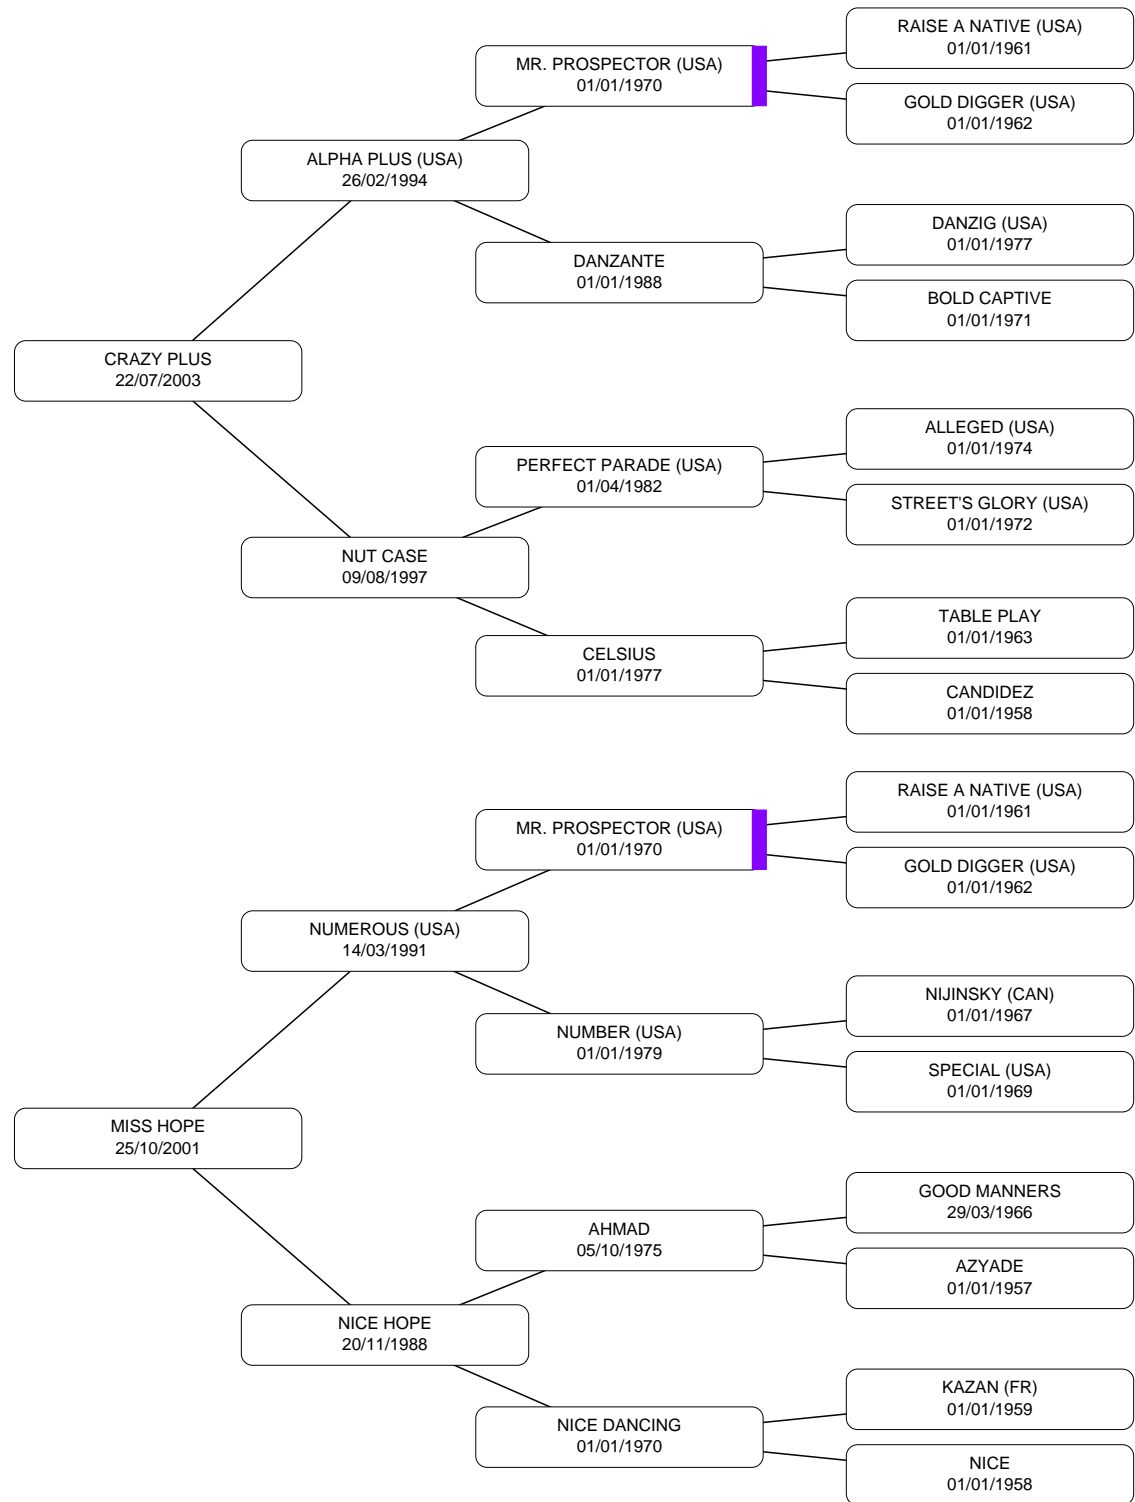 RAISE A NATIVE (USA)
01/01/1961
MR. PROSPECTOR (USA)
01/01/1970
GOLD DIGGER (USA)
01/01/1962
ALPHA PLUS (USA)
26/02/1994
DANZIG (USA)
01/01/1977
DANZANTE
01/01/1988
BOLD CAPTIVE
01/01/1971
CRAZY PLUS
22/07/2003
ALLEGED (USA)
01/01/1974
PERFECT PARADE (USA)
01/04/1982
STREET'S GLORY (USA)
01/01/1972
NUT CASE
09/08/1997
TABLE PLAY
01/01/1963
CELSIUS
01/01/1977
CANDIDEZ
01/01/1958
RAISE A NATIVE (USA)
01/01/1961
MR. PROSPECTOR (USA)
01/01/1970
GOLD DIGGER (USA)
01/01/1962
NUMEROUS (USA)
14/03/1991
NIJINSKY (CAN)
01/01/1967
NUMBER (USA)
01/01/1979
SPECIAL (USA)
01/01/1969
MISS HOPE
25/10/2001
GOOD MANNERS
29/03/1966
AHMAD
05/10/1975
AZYADE
01/01/1957
NICE HOPE
20/11/1988
KAZAN (FR)
01/01/1959
NICE DANCING
01/01/1970
NICE
01/01/1958